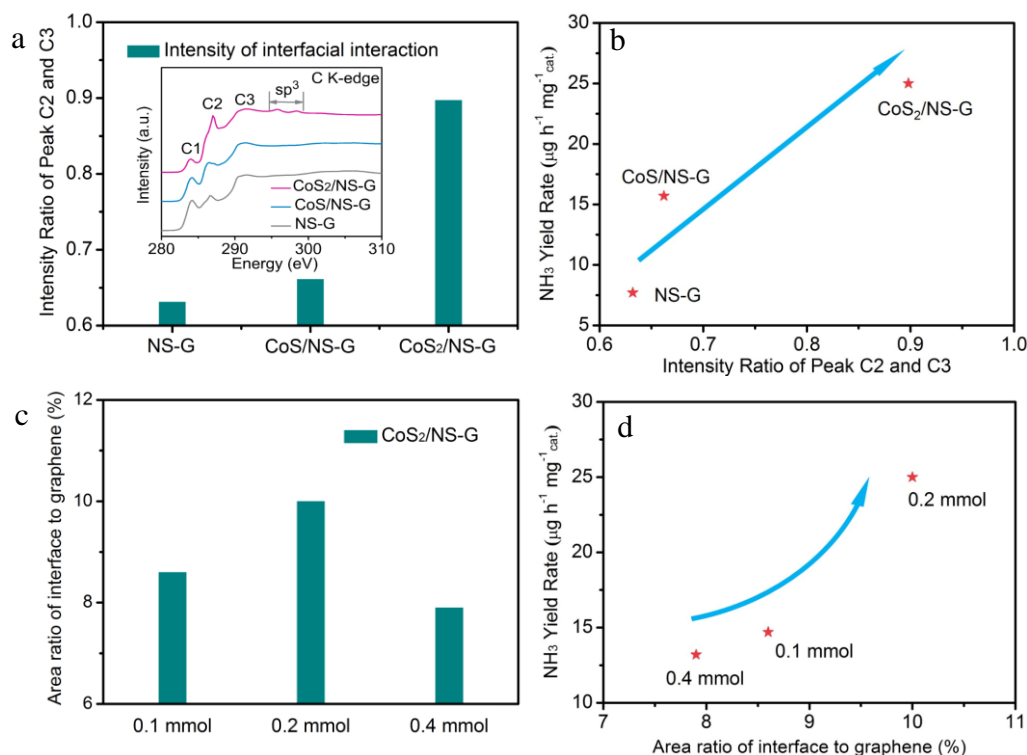 a
Intensity Ratio of Peak C2 and C3
1.0
0.9
0.8
0.7
0.6
Intensity of interfacial interaction
C K-edge
Intensity (a.u.)
C1
C2
C3
sp³
CoS₂/NS-G
CoS/NS-G
NS-G
280 290 300 310
Energy (eV)
NS-G CoS/NS-G CoS₂/NS-G
b
NH₃ Yield Rate (μg h⁻¹ mg⁻¹cat.)
30
25
20
15
10
5
CoS₂/NS-G
CoS/NS-G
NS-G
0.6 0.7 0.8 0.9 1.0
Intensity Ratio of Peak C2 and C3
c
Area ratio of interface to graphene (%)
12
10
8
6
CoS₂/NS-G
0.1 mmol 0.2 mmol 0.4 mmol
d
NH₃ Yield Rate (μg h⁻¹ mg⁻¹cat.)
30
25
20
15
10
0.2 mmol
0.1 mmol
0.4 mmol
7 8 9 10 11
Area ratio of interface to graphene (%)